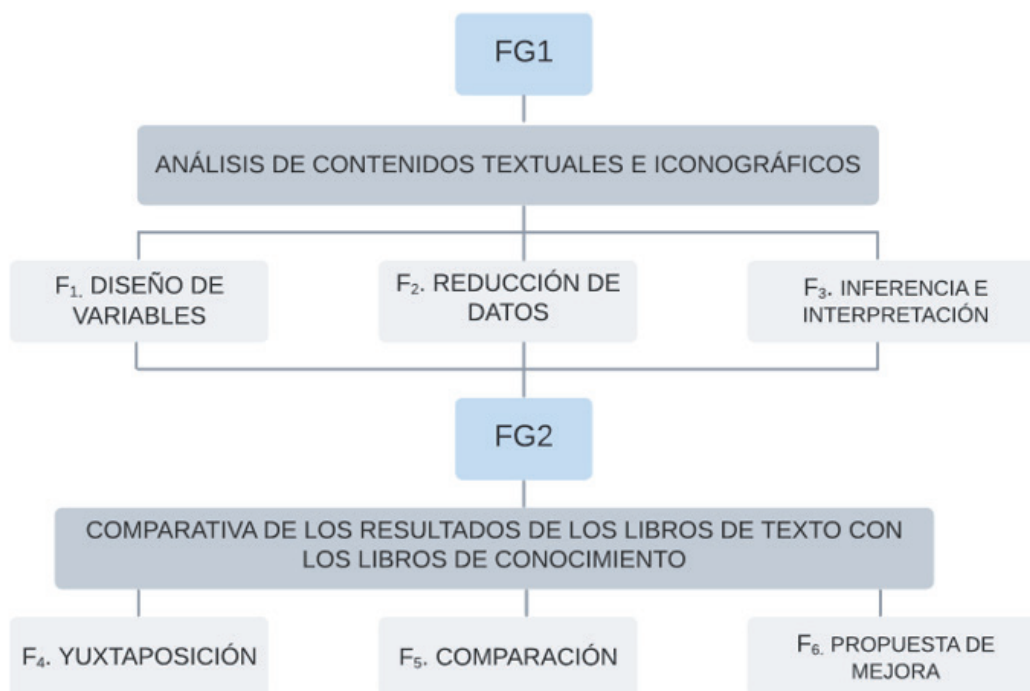 FG1
ANÁLISIS DE CONTENIDOS TEXTUALES E ICONOGRÁFICOS
F₁. DISEÑO DE
VARIABLES
F₂. REDUCCIÓN DE
DATOS
F₃. INFERENCIA E
INTERPRETACIÓN
FG2
COMPARATIVA DE LOS RESULTADOS DE LOS LIBROS DE TEXTO CON
LOS LIBROS DE CONOCIMIENTO
F₄. YUXTAPOSICIÓN
F₅. COMPARACIÓN
F₆. PROPUESTA DE
MEJORA